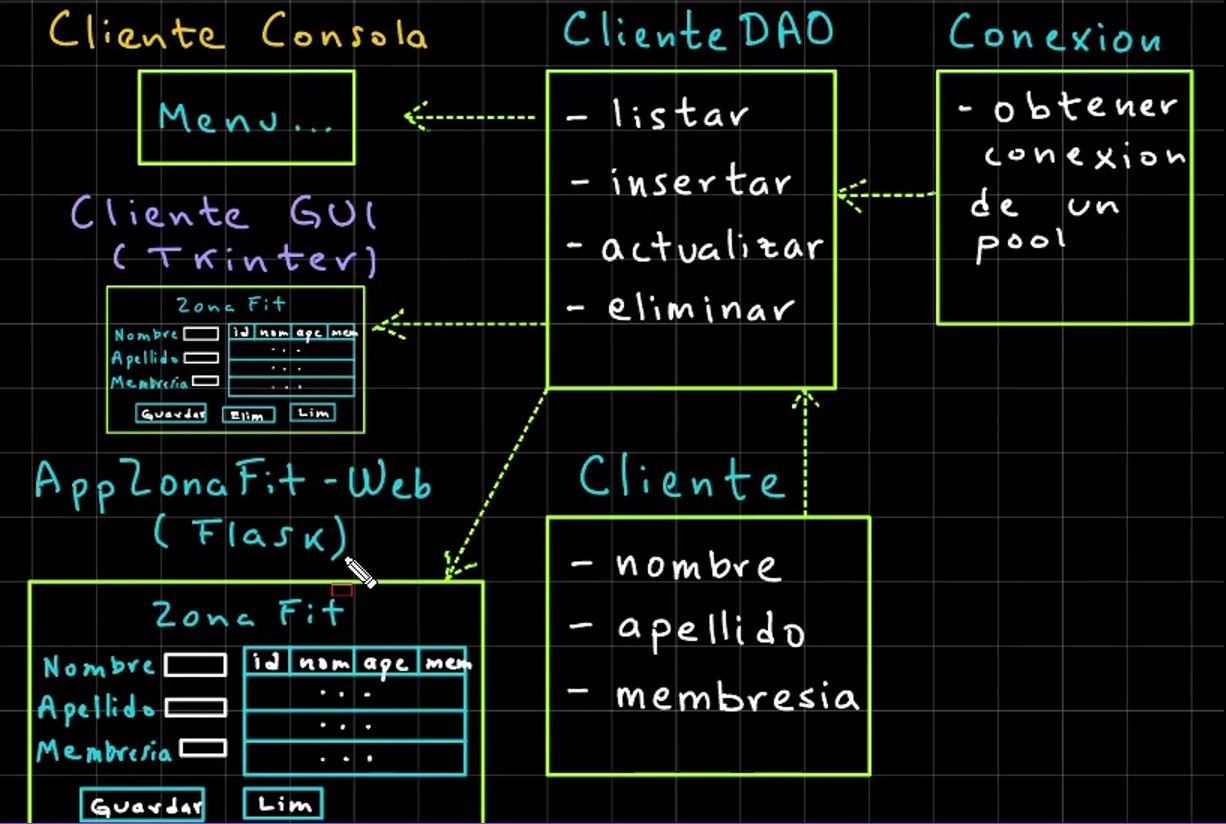 Cliente Consola
Menu...
Cliente GUI
(TKinter)
Zona Fit
Nombre
Apellido
Membresia
id nom ape mem
...
...
...
Guardar Elim Lim
AppZonaFit-Web
(Flask)
Zona Fit
Nombre
Apellido
Membresia
id nom ape mem
...
...
...
Guardar Lim
ClienteDAO
- listar
- insertar
- actualizar
- eliminar
Cliente
- nombre
- apellido
- membresia
Conexion
- obtener
conexion
de un
pool